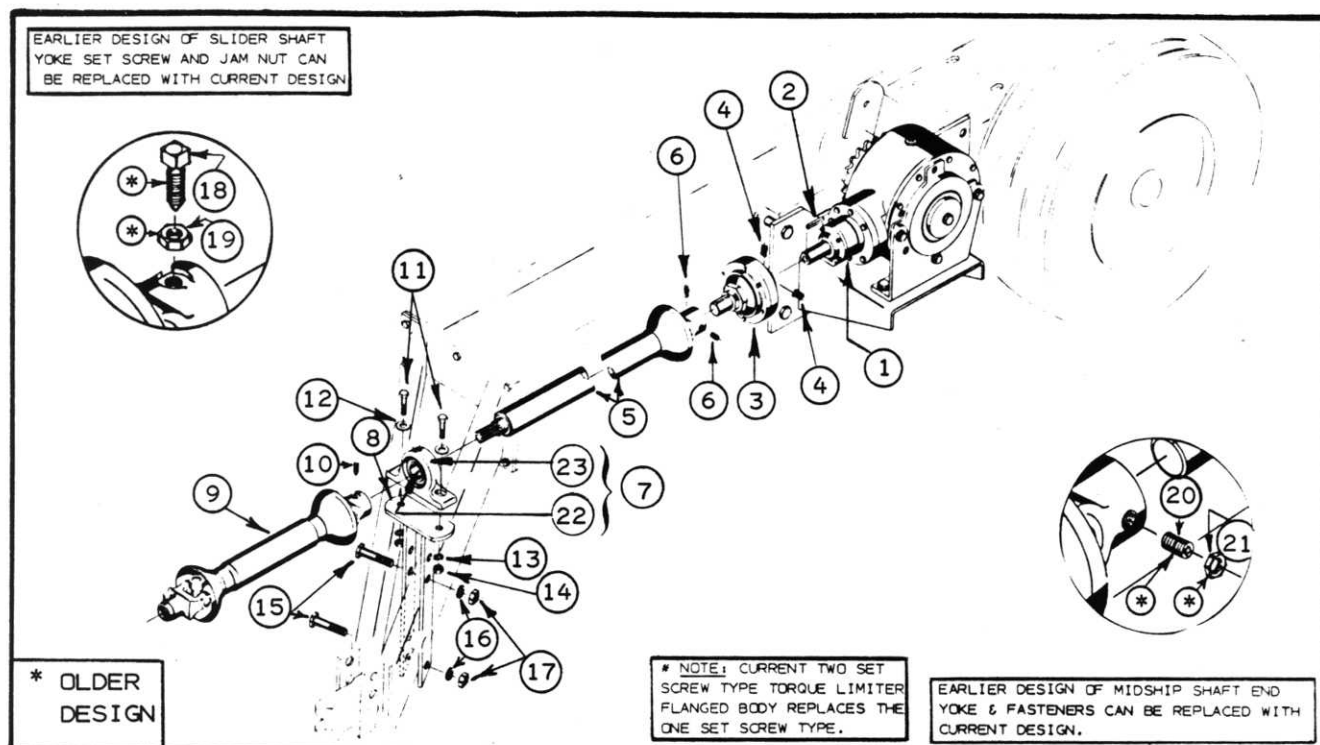 EARLIER DESIGN OF SLIDER SHAFT
YOKE SET SCREW AND JAM NUT CAN
BE REPLACED WITH CURRENT DESIGN
*
18
*
19
2
4
6
11
12
8
10
9
23
7
22
5
6
3
4
1
13
14
15
16
17
20
21
*
*
* OLDER
DESIGN
* NOTE: CURRENT TWO SET
SCREW TYPE TORQUE LIMITER
FLANGED BODY REPLACES THE
ONE SET SCREW TYPE.
EARLIER DESIGN OF MIDSHIP SHAFT END
YOKE & FASTENERS CAN BE REPLACED WITH
CURRENT DESIGN.